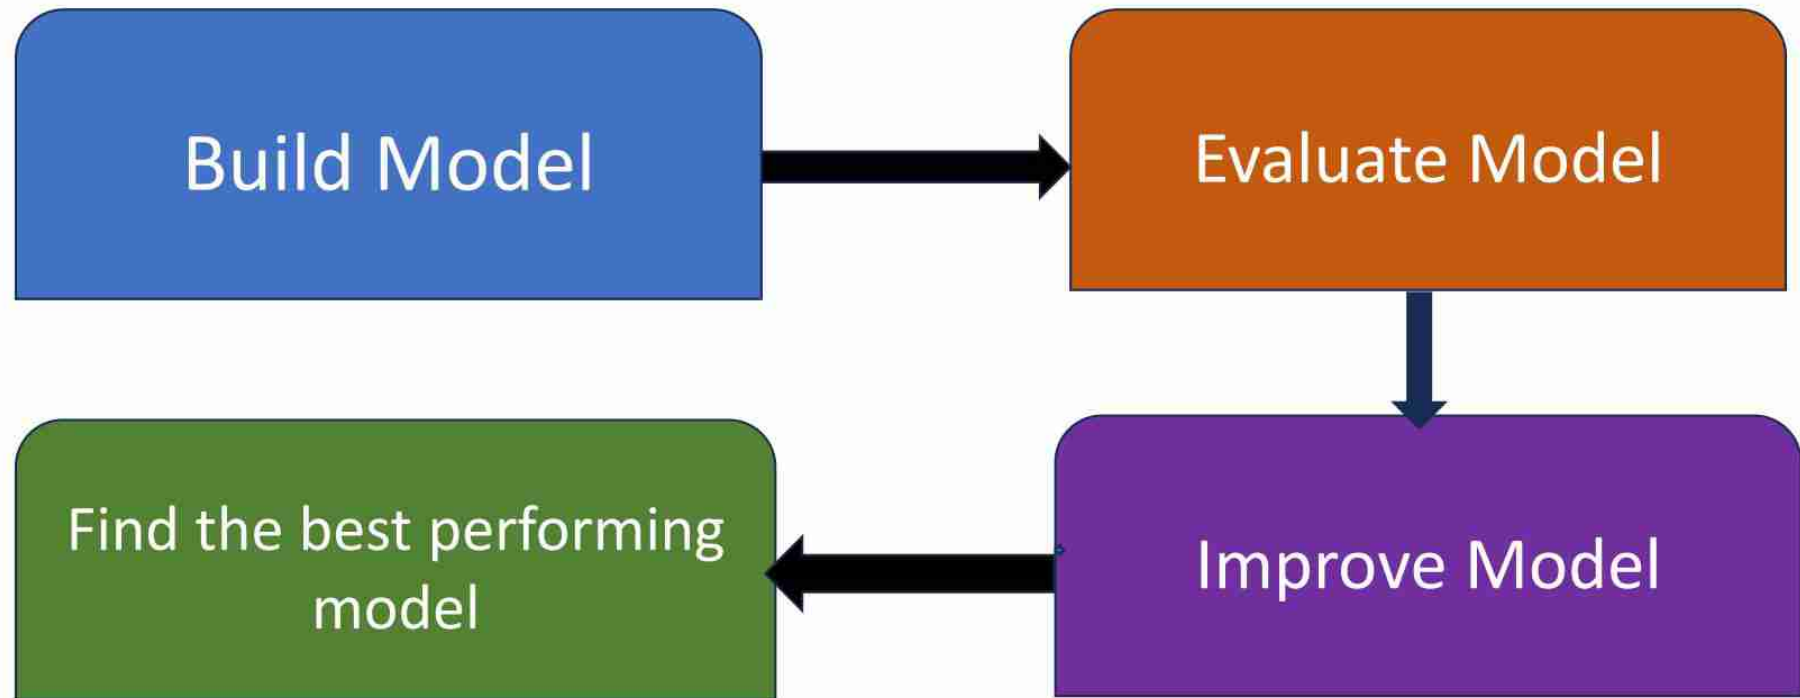 Build Model
Evaluate Model
Improve Model
Find the best performing
model